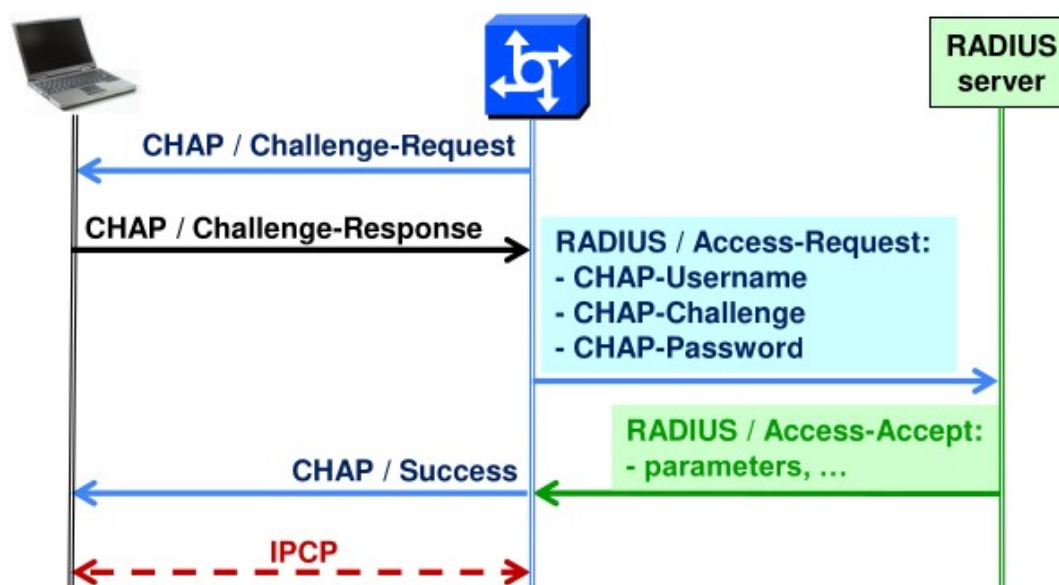 RADIUS
server
CHAP / Challenge-Request
CHAP / Challenge-Response
RADIUS / Access-Request:
- CHAP-Username
- CHAP-Challenge
- CHAP-Password
RADIUS / Access-Accept:
- parameters, ...
CHAP / Success
IPCP